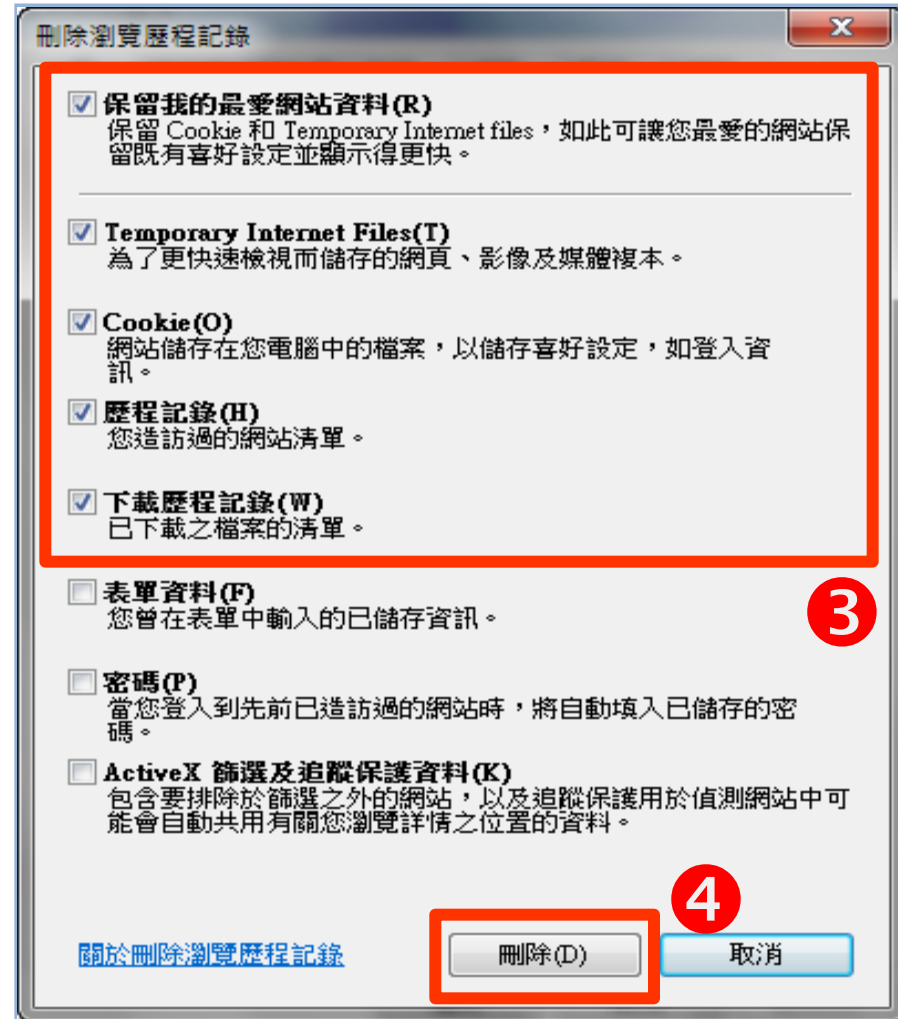 刪除瀏覽歷程記錄
保留我的最愛網站資料(R)
保留 Cookie 和 Temporary Internet files，如此可讓您最愛的網站保
留既有喜好設定並顯示得更快。
Temporary Internet Files(T)
為了更快速檢視而儲存的網頁、影像及媒體複本。
Cookie(O)
網站儲存在您電腦中的檔案，以儲存喜好設定，如登入資
訊。
歷程記錄(H)
您造訪過的網站清單。
下載歷程記錄(W)
已下載之檔案的清單。
表單資料(F)
您曾在表單中輸入的已儲存資訊。
3
密碼(P)
當您登入到先前已造訪過的網站時，將自動填入已儲存的密
碼。
ActiveX 篩選及追蹤保護資料(K)
包含要排除於篩選之外的網站，以及追蹤保護用於偵測網站中可
能會自動共用有關您瀏覽詳情之位置的資料。
4
關於刪除瀏覽歷程記錄
刪除(D)
取消